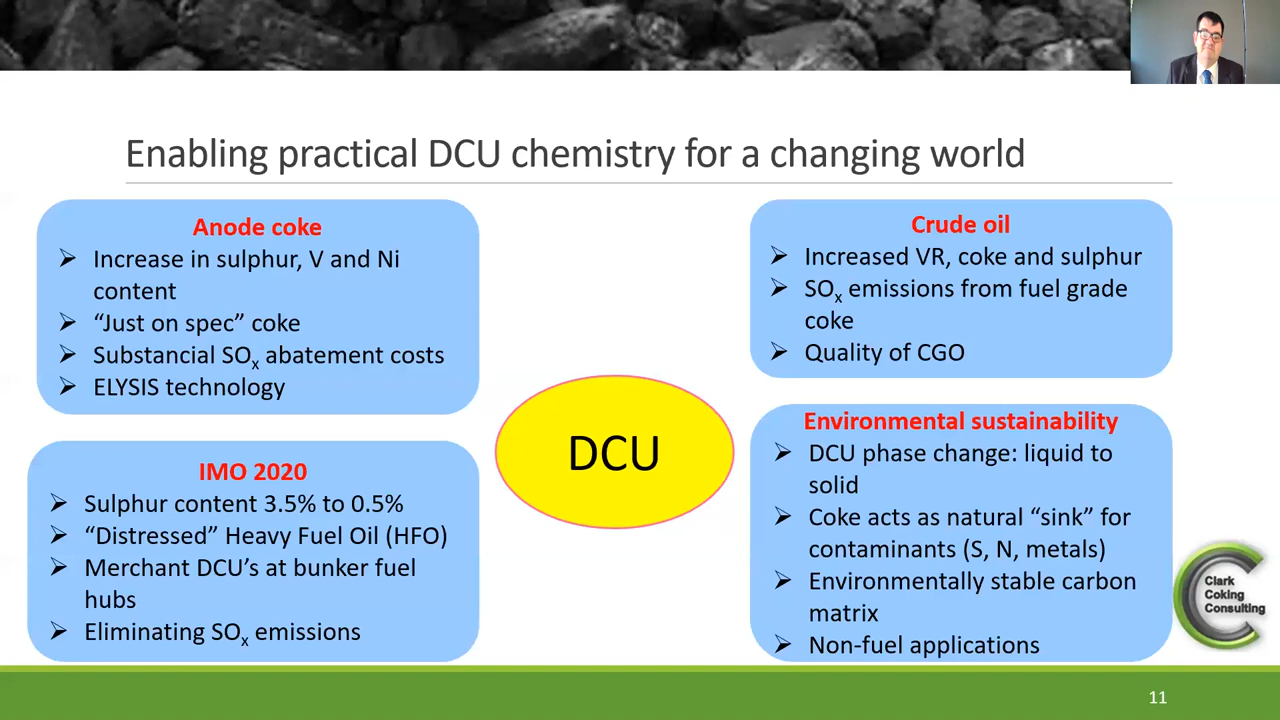 Enabling practical DCU chemistry for a changing world
Anode coke
➢ Increase in sulphur, V and Ni
content
➢ “Just on spec” coke
➢ Substancial SOx abatement costs
➢ ELYSIS technology
IMO 2020
➢ Sulphur content 3.5% to 0.5%
➢ “Distressed” Heavy Fuel Oil (HFO)
➢ Merchant DCU’s at bunker fuel
hubs
➢ Eliminating SOx emissions
DCU
Crude oil
➢ Increased VR, coke and sulphur
➢ SOx emissions from fuel grade
coke
➢ Quality of CGO
Environmental sustainability
➢ DCU phase change: liquid to
solid
➢ Coke acts as natural “sink” for
contaminants (S, N, metals)
➢ Environmentally stable carbon
matrix
➢ Non-fuel applications
Clark
Coking
Consulting
11